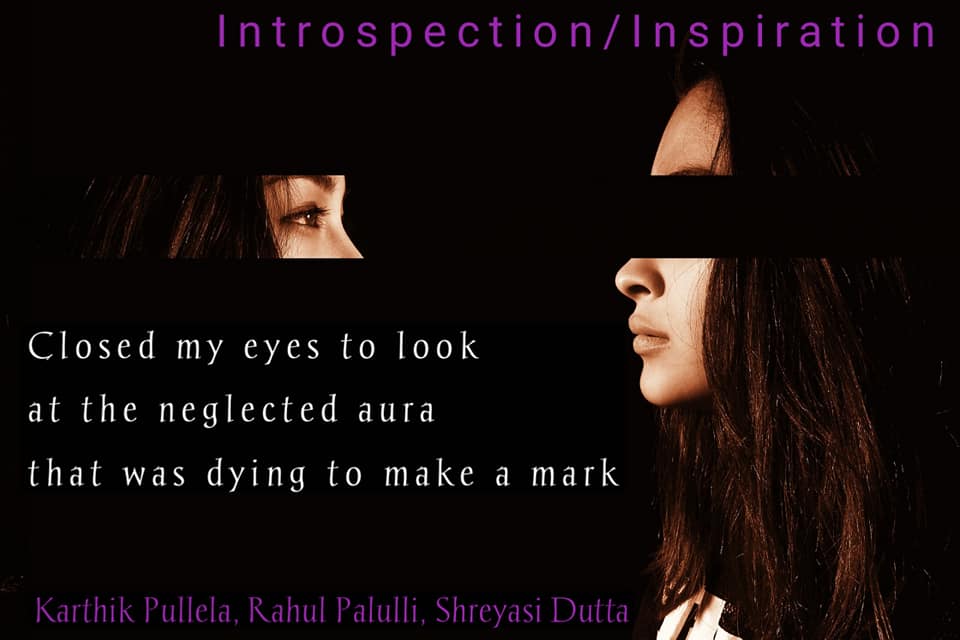 Introspection/Inspiration
Closed my eyes to look
at the neglected aura
that was dying to make a mark
Karthik Pullela, Rahul Palulli, Shreyasi Dutta